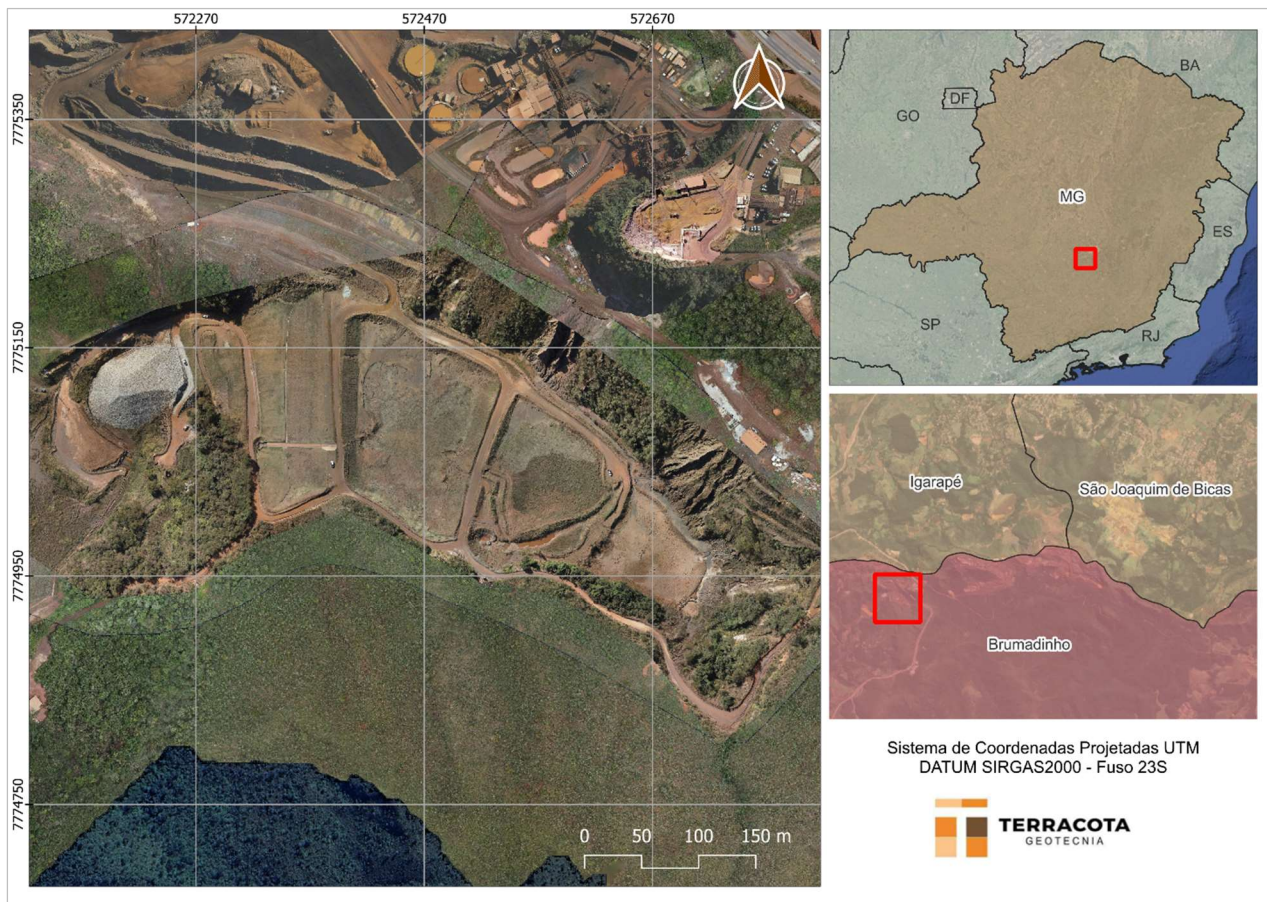 572270
572470
572670
7775350
7775150
7774950
7774750
0 50 100 150 m
BA
DF
GO
MG
ES
SP
RJ
Igarapé
São Joaquim de Bicas
Brumadinho
Sistema de Coordenadas Projetadas UTM
DATUM SIRGAS2000 - Fuso 23S
TERRACOTA
GEOTECNIA